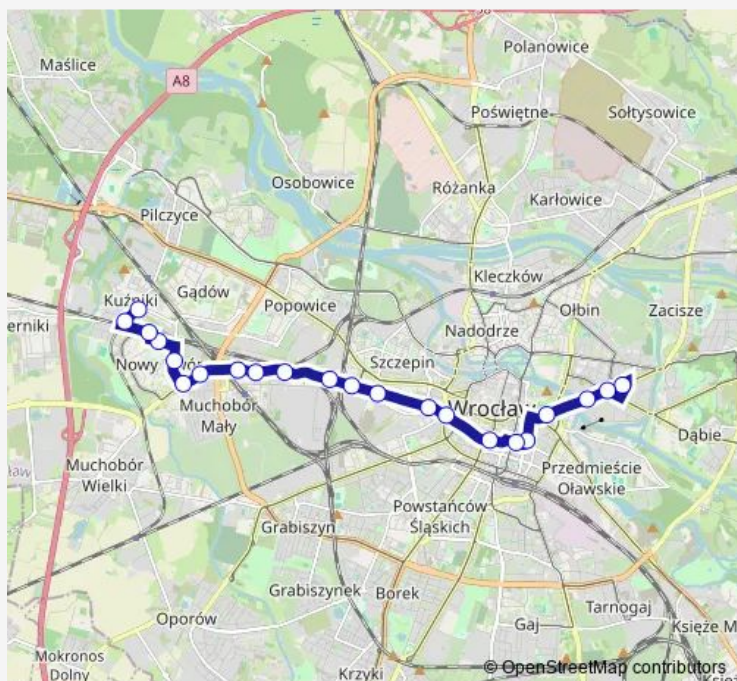 Polanowice
Maślice
A8
Poświętne
Sołtysowice
Osobowice
Różanka
Karłowice
Pilczyce
Kleczków
Kuźniki
Gądów
Popowice
Ołbin
Zacisze
Nadodrze
Szczepin
Nowy
Muchobór
Mały
Wrocław
Dąbie
Muchobór
Wielki
Przedmieście
Oławskie
Powstańców
Śląskich
Grabiszyn
Grabiszynek
Borek
Tarnogaj
Oporów
Gaj
Księże M
Mokronos
Dolny
Krzyki
© OpenStreetMap contributors